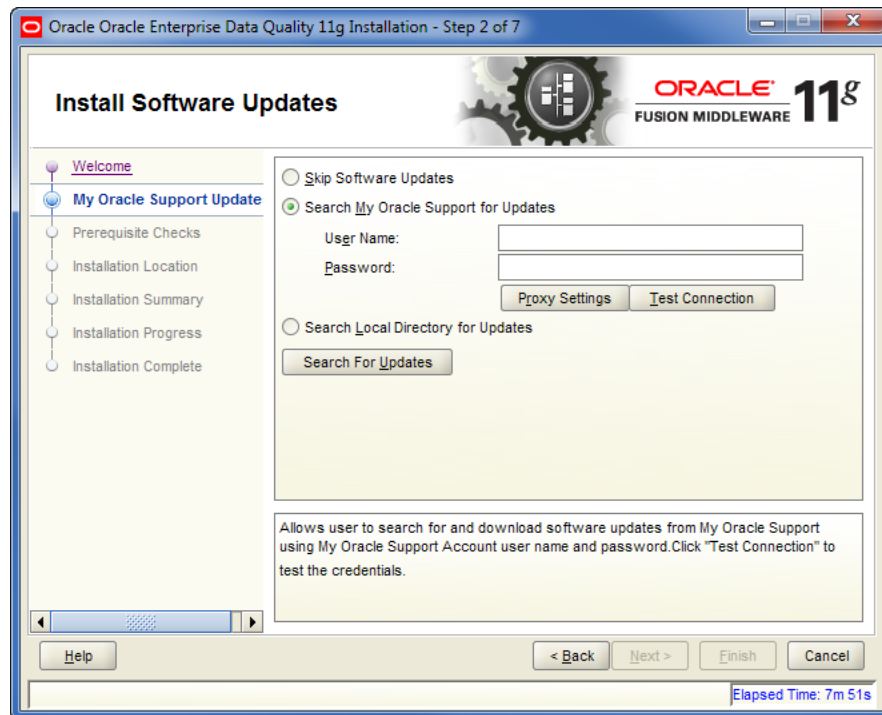 Oracle Oracle Enterprise Data Quality 11g Installation - Step 2 of 7
Install Software Updates
ORACLE®
FUSION MIDDLEWARE
11g
Welcome
My Oracle Support Update
Prerequisite Checks
Installation Location
Installation Summary
Installation Progress
Installation Complete
Skip Software Updates
Search My Oracle Support for Updates
User Name:
Password:
Proxy Settings Test Connection
Search Local Directory for Updates
Search For Updates
Allows user to search for and download software updates from My Oracle Support
using My Oracle Support Account user name and password.Click "Test Connection" to
test the credentials.
Help < Back Next > Finish Cancel
Elapsed Time: 7m 51s